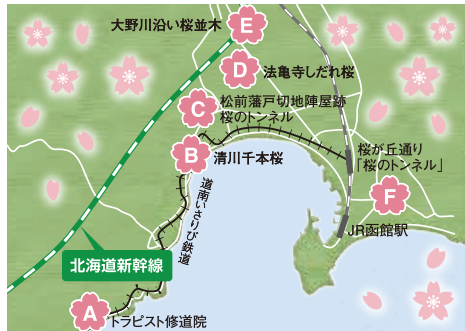 大野川沿い桜並木
E
D
法亀寺しだれ桜
C
松前藩戸切地陣屋跡
桜のトンネル
B
清川千本桜
桜が丘通り
「桜のトンネル」
F
道南いさりび鉄道
JR函館駅
北海道新幹線
A
トラピスト修道院